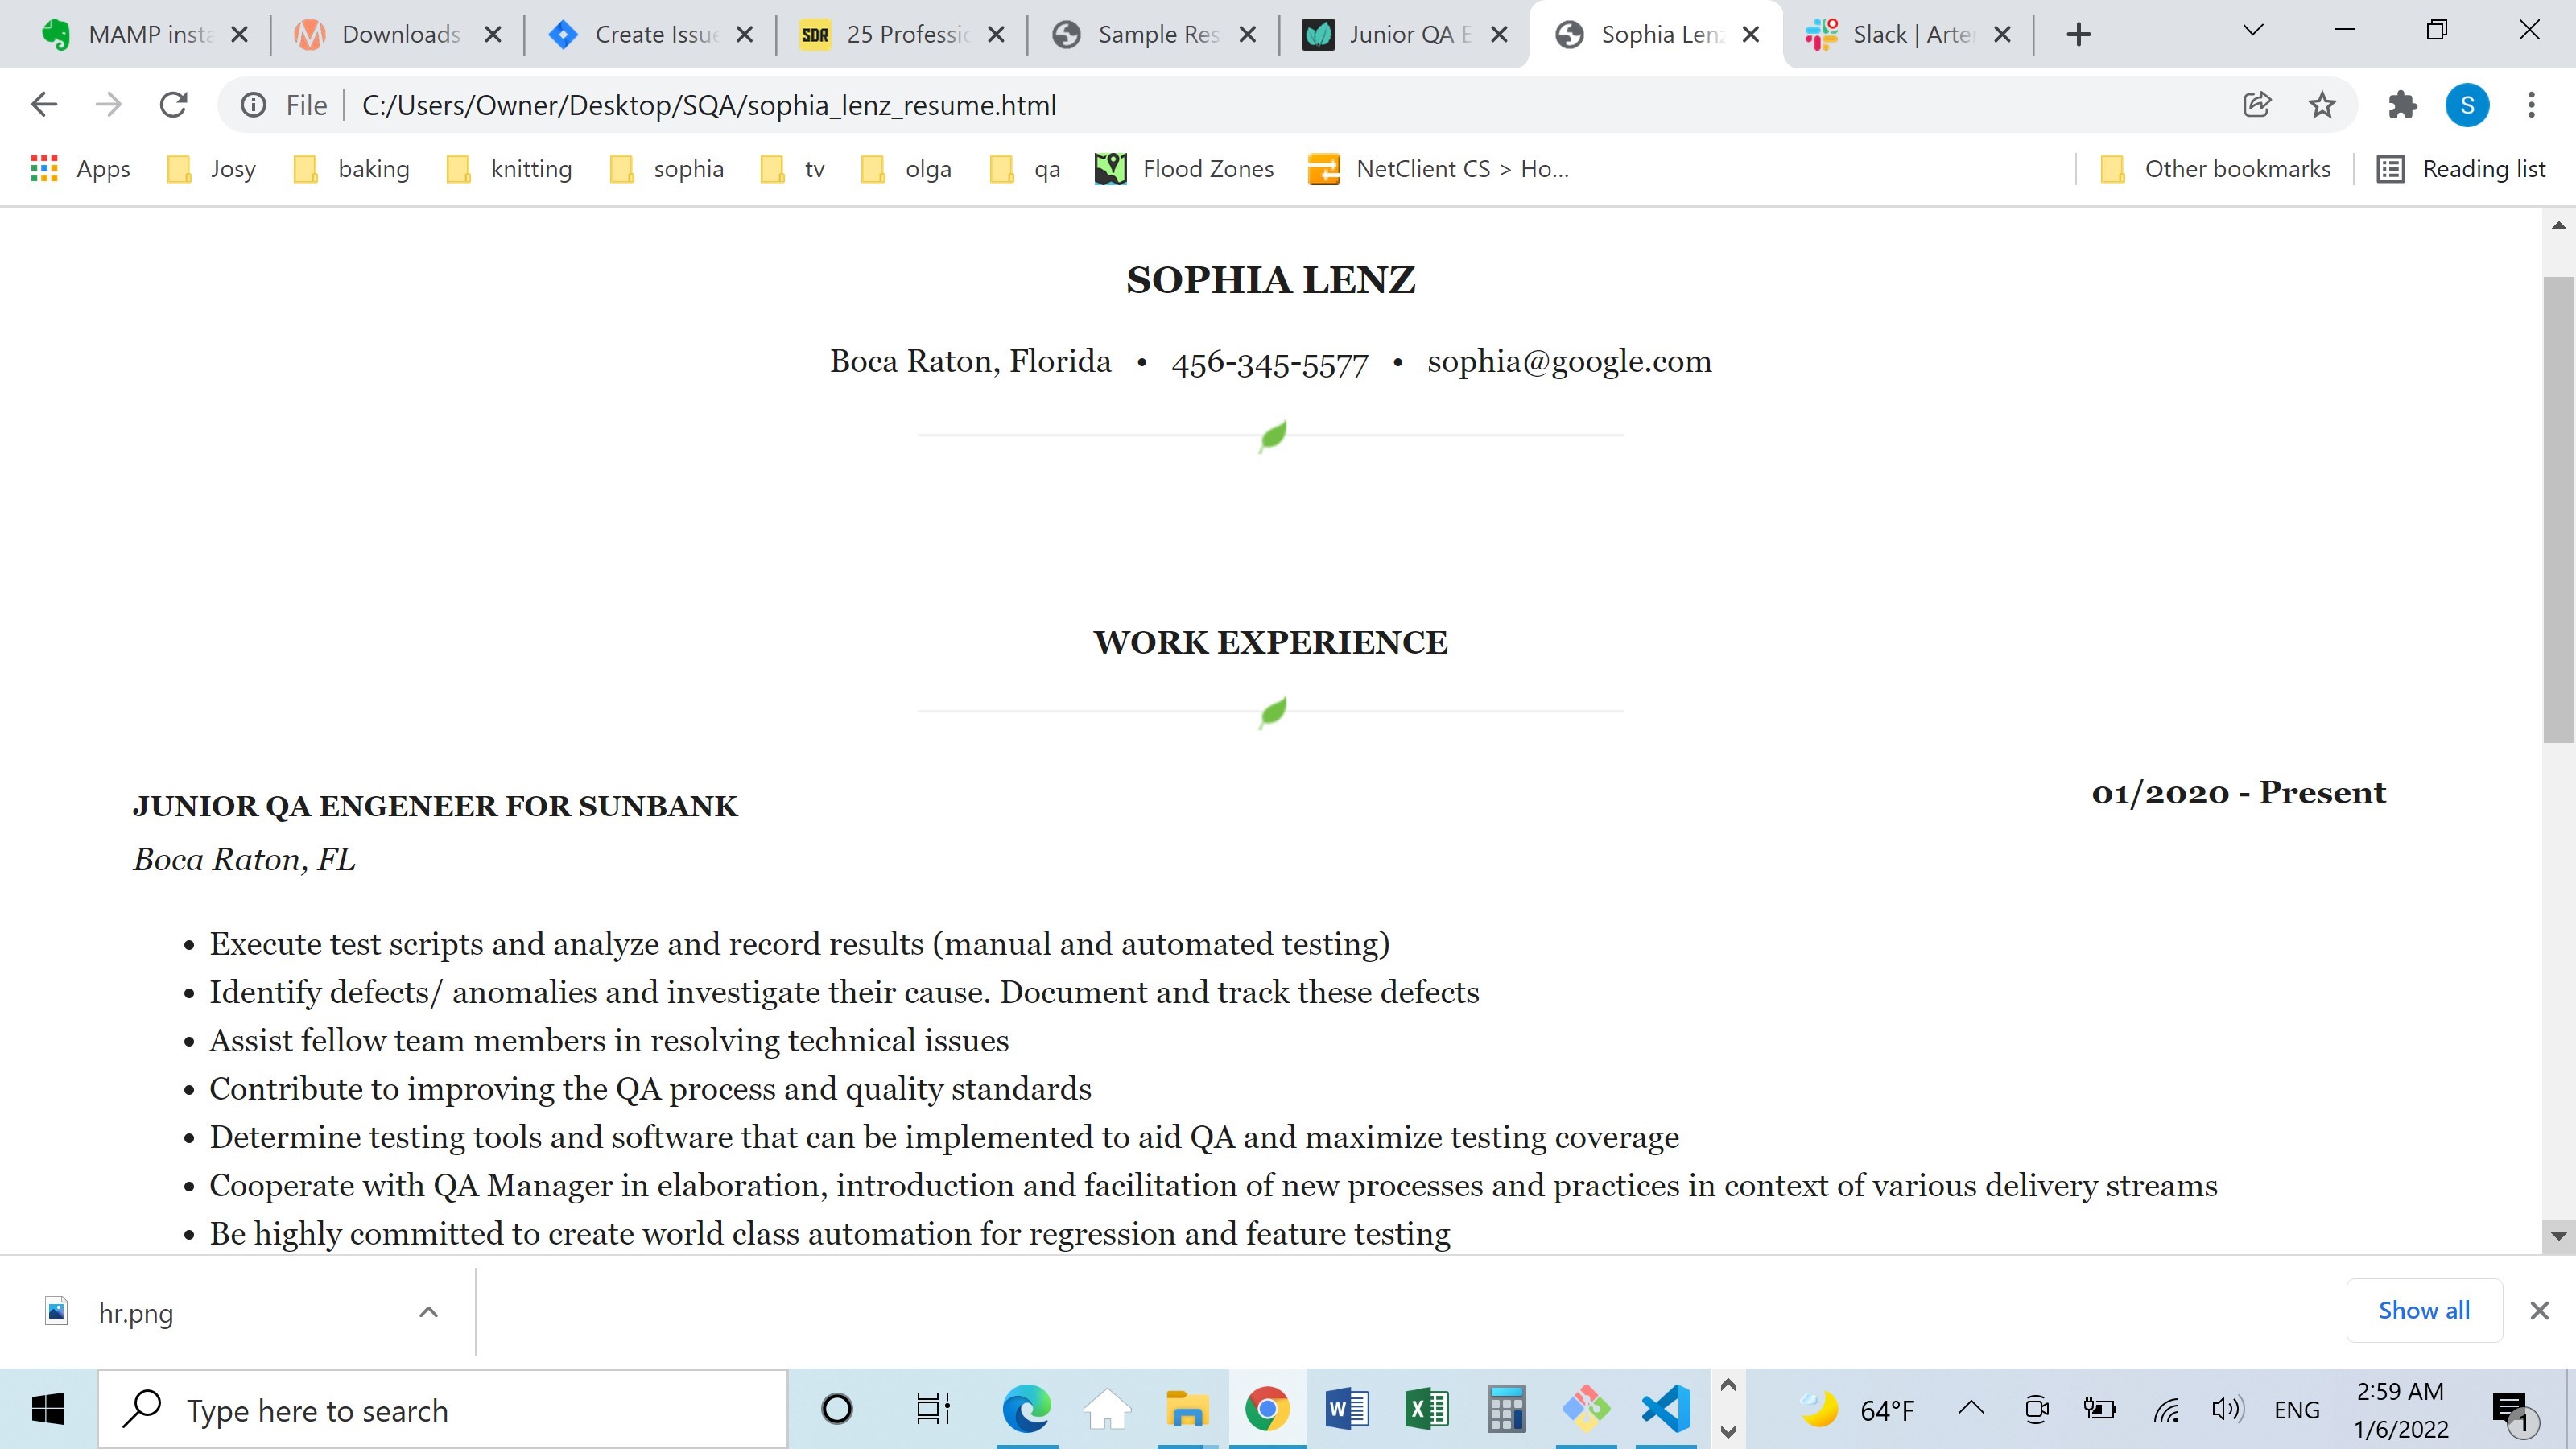 MAMP insta
Downloads
Create Issue
SDR 25 Professic
Sample Res
Junior QA E
Sophia Lenz
Slack | Arte
File C:/Users/Owner/Desktop/SQA/sophia_lenz_resume.html
S
Apps Josy baking knitting sophia tv olga qa Flood Zones NetClient CS > Ho... Other bookmarks Reading list
SOPHIA LENZ
Boca Raton, Florida • 456-345-5577 • sophia@google.com
WORK EXPERIENCE
JUNIOR QA ENGENEER FOR SUNBANK
01/2020 - Present
Boca Raton, FL
• Execute test scripts and analyze and record results (manual and automated testing)
• Identify defects/ anomalies and investigate their cause. Document and track these defects
• Assist fellow team members in resolving technical issues
• Contribute to improving the QA process and quality standards
• Determine testing tools and software that can be implemented to aid QA and maximize testing coverage
• Cooperate with QA Manager in elaboration, introduction and facilitation of new processes and practices in context of various delivery streams
• Be highly committed to create world class automation for regression and feature testing
hr.png
Show all
Type here to search
64°F
ENG
2:59 AM
1/6/2022
1